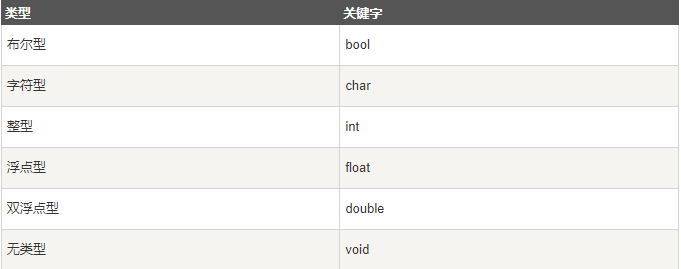 类型 关键字
布尔型 bool
字符型 char
整型 int
浮点型 float
双浮点型 double
无类型 void